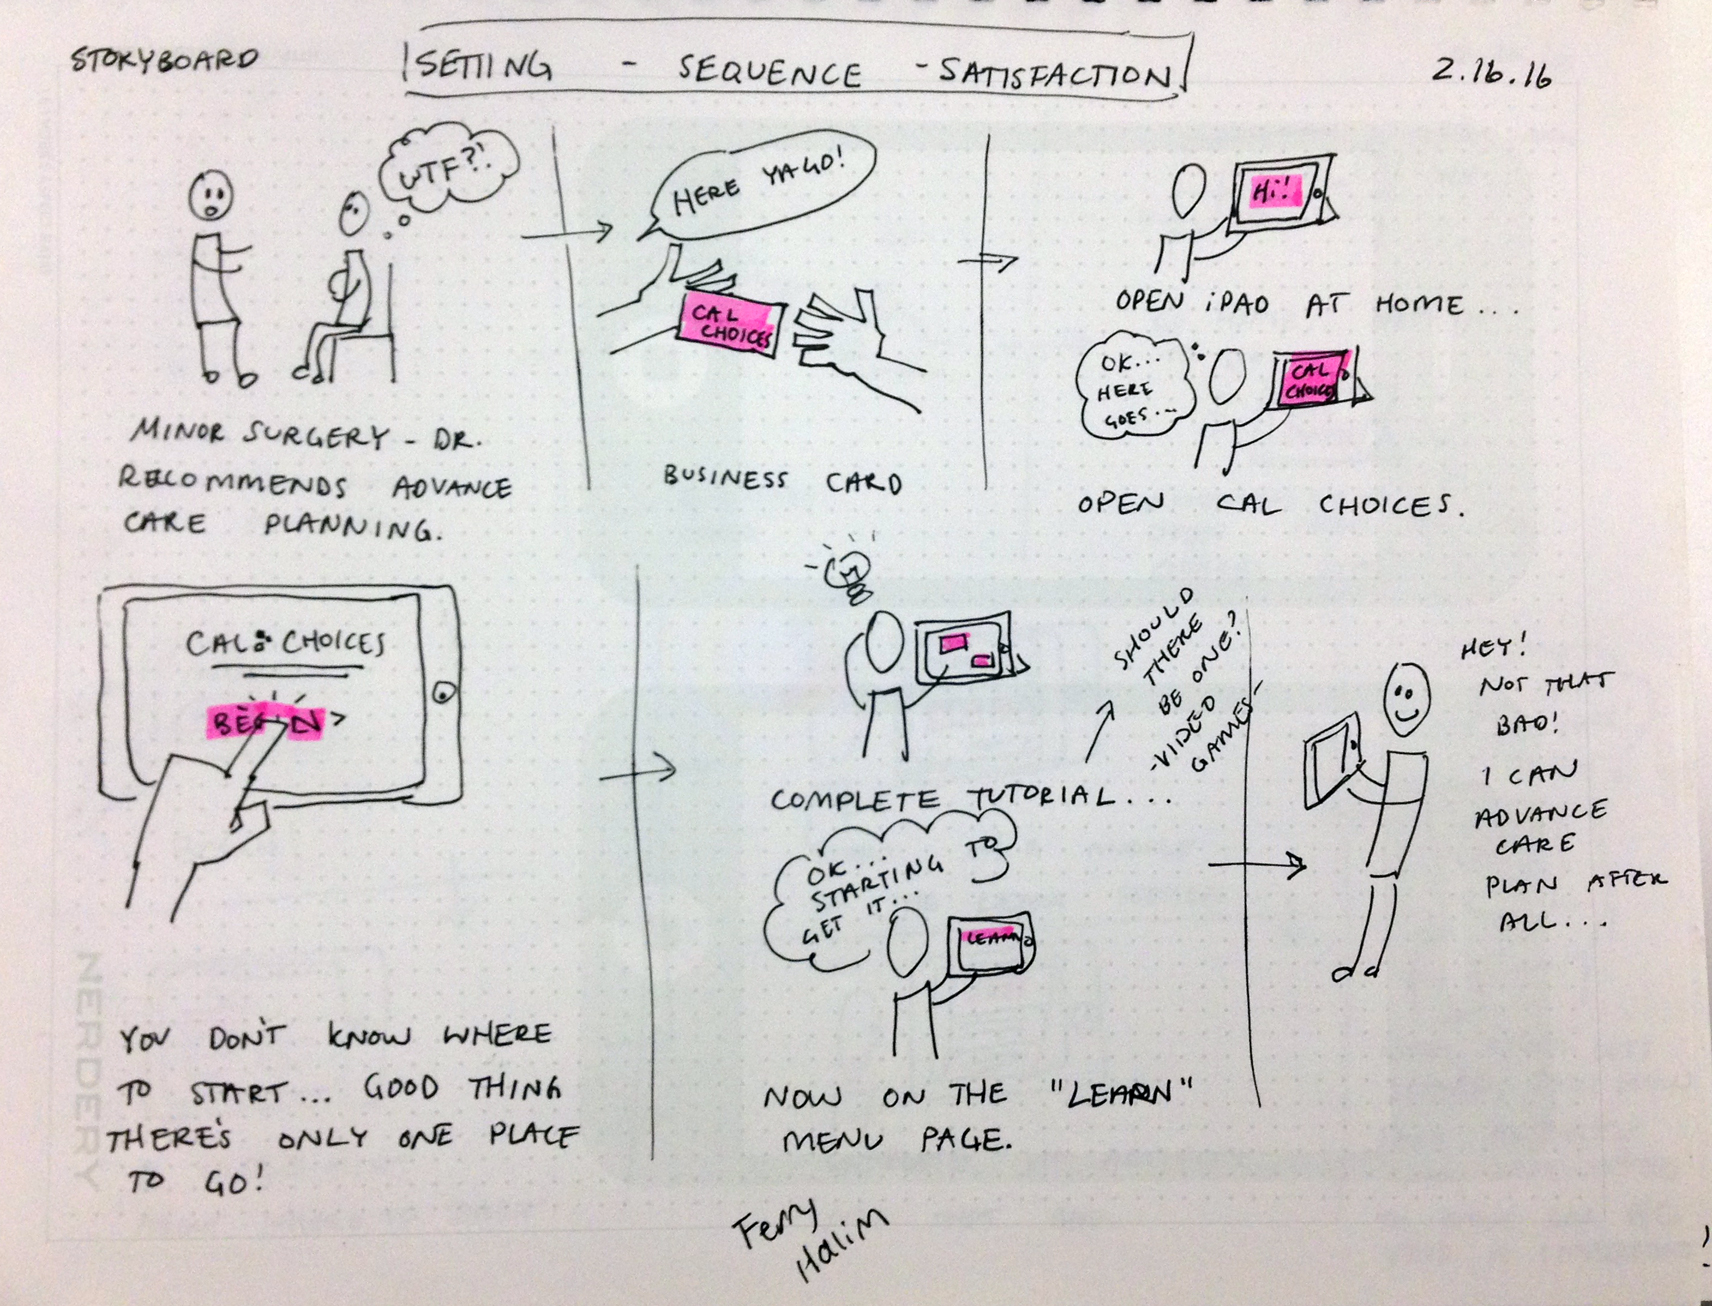 STORYBOARD
SETTING - SEQUENCE - SATISFACTION
2.16.16
WTF?!
MINOR SURGERY - DR.
RECOMMENDS ADVANCE
CARE PLANNING.
HERE YA GO!
CAL
CHOICES
BUSINESS CARD
Hi!
OPEN iPAD AT HOME...
OK...
HERE
GOES...
CAL
CHOICES
OPEN CAL CHOICES.
CAL CHOICES
BEGIN >
YOU DON'T KNOW WHERE
TO START... GOOD THING
THERE'S ONLY ONE PLACE
TO GO!
COMPLETE TUTORIAL...
SHOULD
THERE
BE ONE?
-VIDEO
GAMES-
OK...
STARTING TO
GET IT...
LEARN
NOW ON THE "LEARN"
MENU PAGE.
HEY!
NOT THAT
BAD!
I CAN
ADVANCE
CARE
PLAN AFTER
ALL...
NERDERY
Ferry
Halim